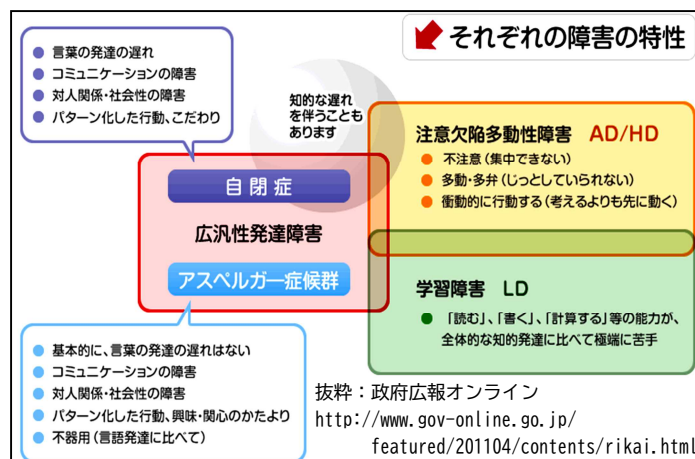 それぞれの障害の特性
● 言葉の発達の遅れ
● コミュニケーションの障害
● 対人関係・社会性の障害
● パターン化した行動、こだわり
知的な遅れ
を伴うことも
あります
自閉症
広汎性発達障害
アスペルガー症候群
● 基本的に、言葉の発達の遅れはない
● コミュニケーションの障害
● 対人関係・社会性の障害
● パターン化した行動、興味・関心のかたより
● 不器用（言語発達に比べて）
注意欠陥多動性障害 AD/HD
● 不注意（集中できない）
● 多動・多弁（じっとしていられない）
● 衝動的に行動する（考えるよりも先に動く）
学習障害 LD
● 「読む」、「書く」、「計算する」等の能力が、
全体的な知的発達に比べて極端に苦手
抜粋：政府広報オンライン
http://www.gov-online.go.jp/
featured/201104/contents/rikai.html